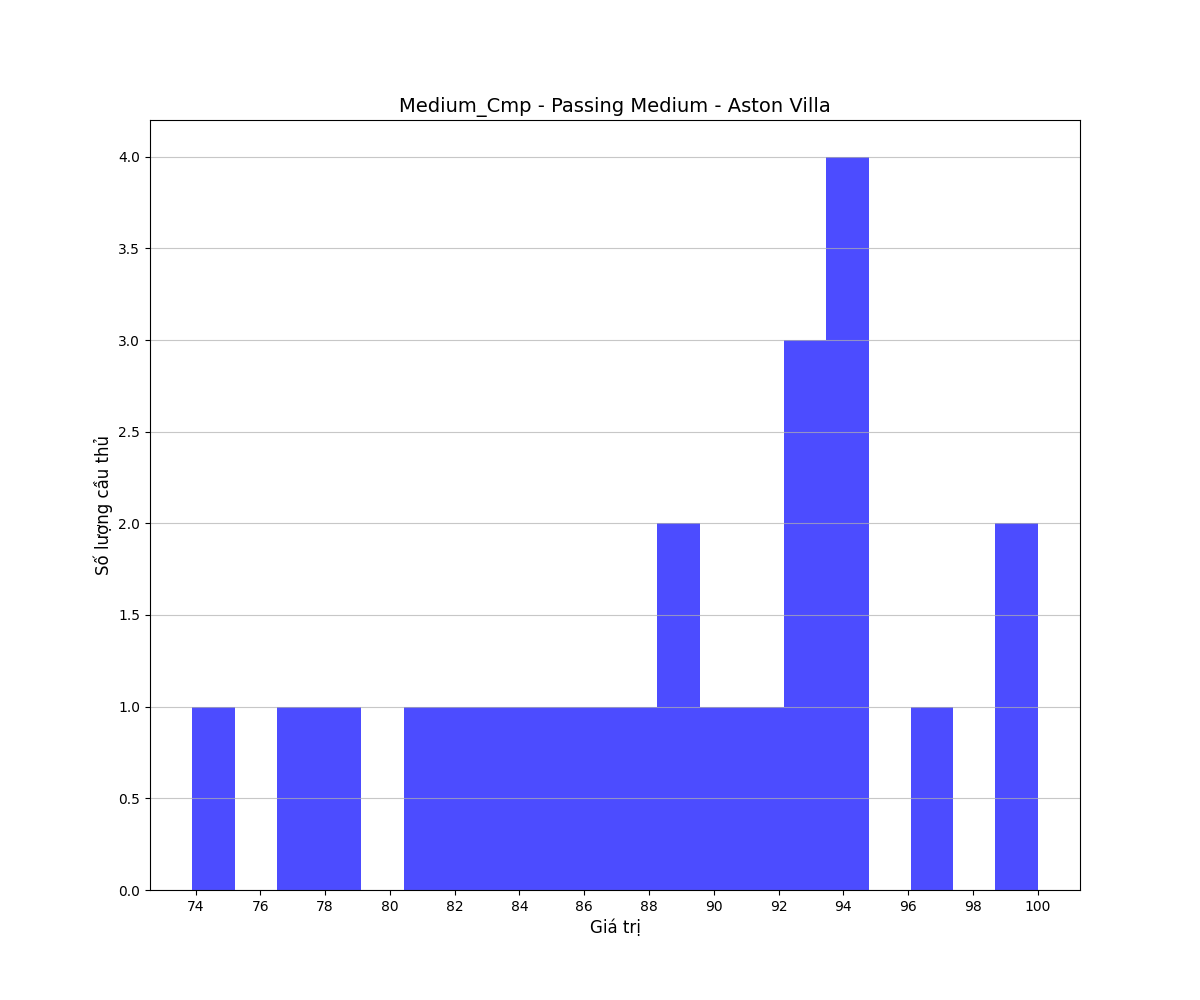 Medium_Cmp - Passing Medium - Aston Villa
4.0
3.5
3.0
2.5
2.0
1.5
1.0
0.5
0.0
Số lượng cầu thủ
74 76 78 80 82 84 86 88 90 92 94 96 98 100
Giá trị